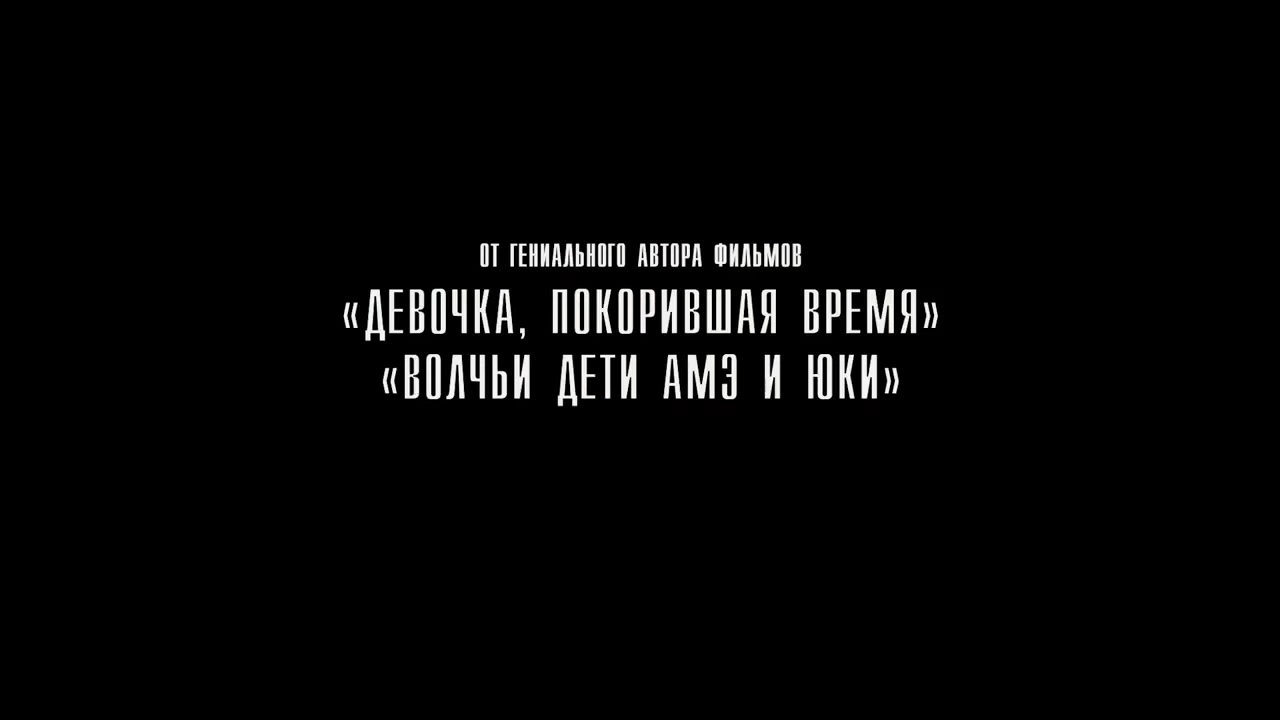 ОТ ГЕНИАЛЬНОГО АВТОРА ФИЛЬМОВ
«ДЕВОЧКА, ПОКОРИВШАЯ ВРЕМЯ»
«ВОЛЧЬИ ДЕТИ АМЭ И ЮКИ»